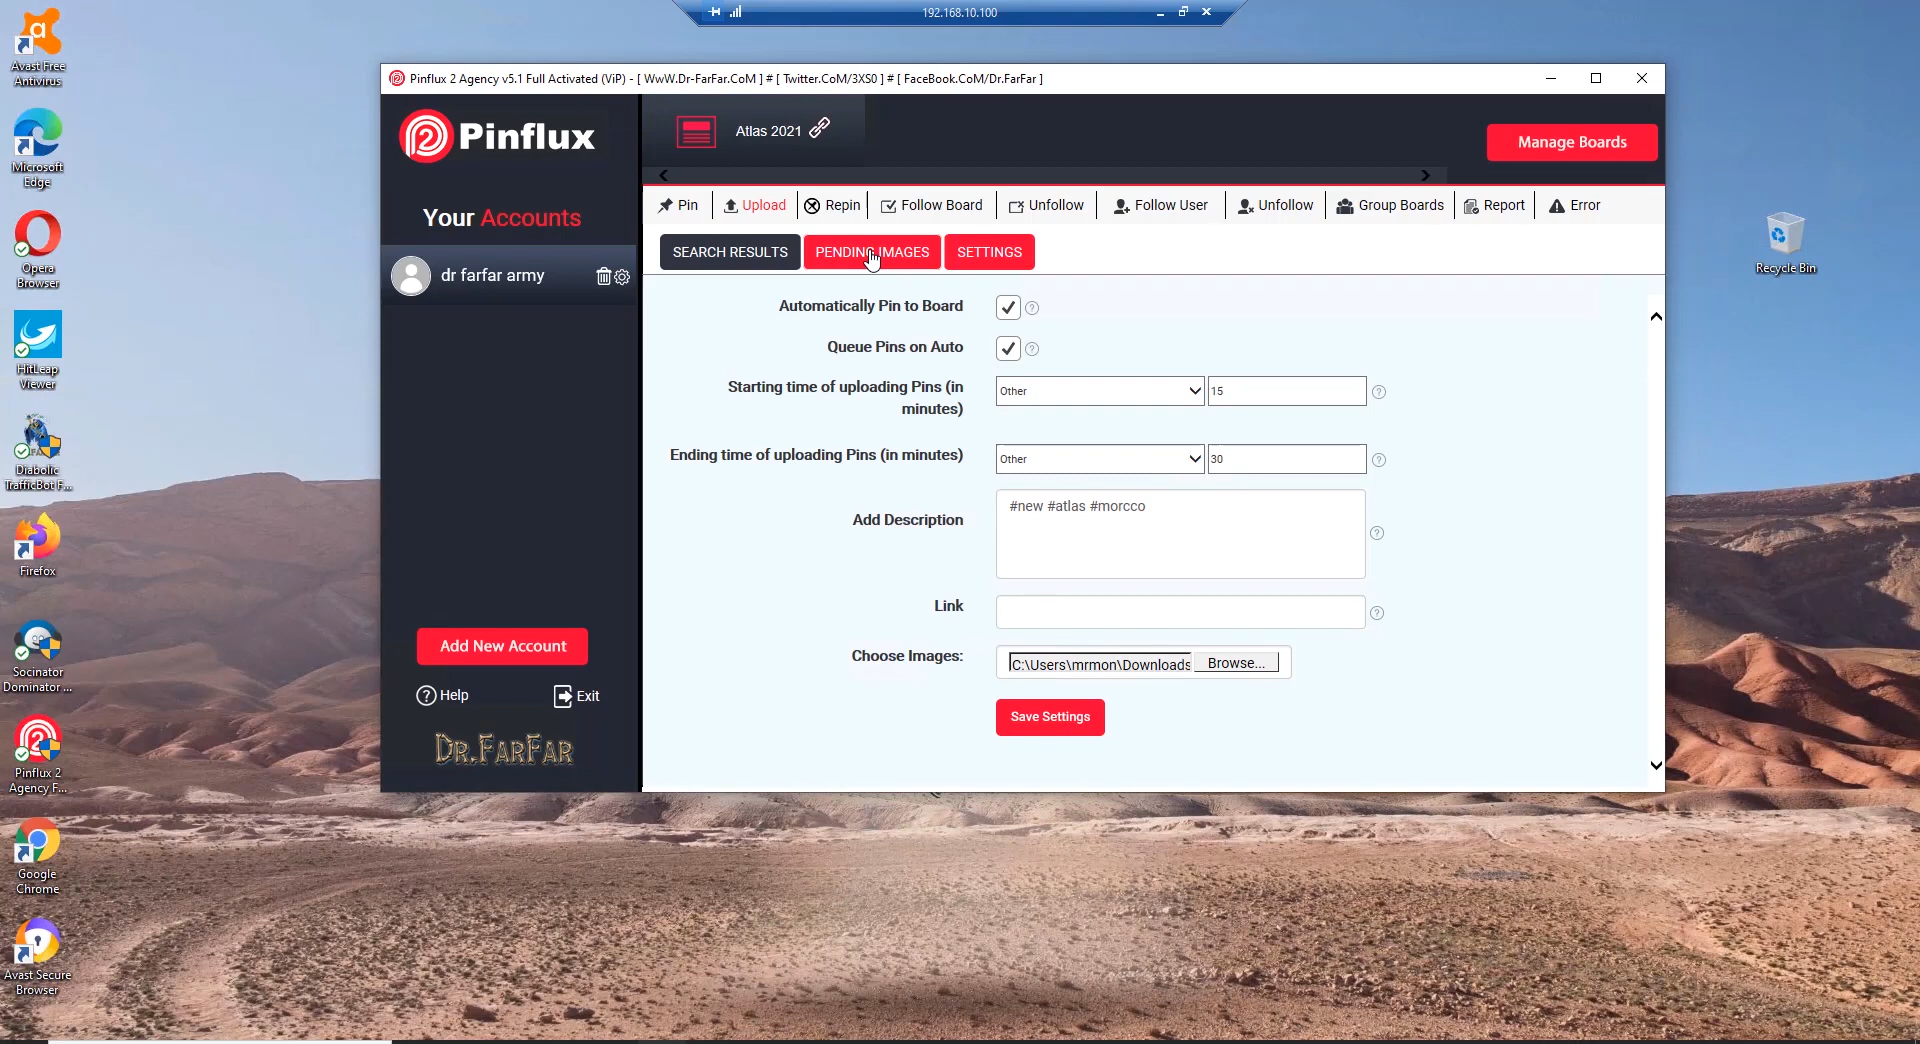 192.168.10.100
Avast Free
Antivirus
Microsoft
Edge
Opera
Browser
HitLeap
Viewer
Diabolic
TrafficBot F...
Firefox
Socinator
Dominator ...
Pinflux 2
Agency F...
Google
Chrome
Avast Secure
Browser
Recycle Bin
Pinflux 2 Agency v5.1 Full Activated (ViP) - [ WwW.Dr-FarFar.CoM ] # [ Twitter.CoM/3XS0 ] # [ FaceBook.CoM/Dr.FarFar ]
Pinflux
Your Accounts
dr farfar army
Add New Account
Help
Exit
DR.FARFAR
Atlas 2021
Manage Boards
Pin
Upload
Repin
Follow Board
Unfollow
Follow User
Unfollow
Group Boards
Report
Error
SEARCH RESULTS
PENDING IMAGES
SETTINGS
Automatically Pin to Board
Queue Pins on Auto
Starting time of uploading Pins (in
minutes)
Other
15
Ending time of uploading Pins (in minutes)
Other
30
Add Description
#new #atlas #morcco
Link
Choose Images:
C:\Users\mrmon\Downloads
Browse...
Save Settings